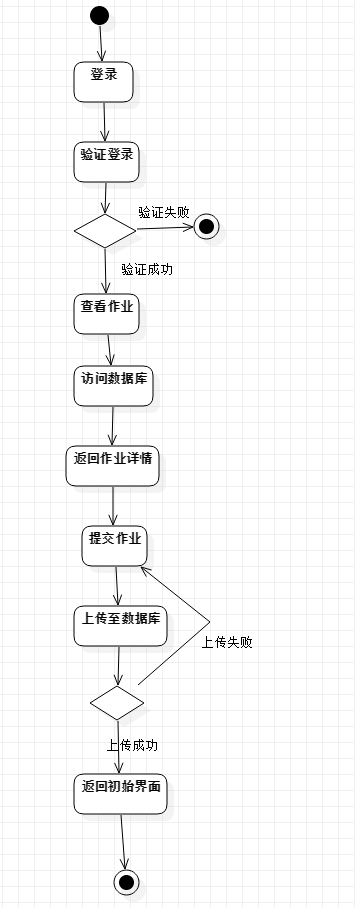 登录
验证登录
验证失败
验证成功
查看作业
访问数据库
返回作业详情
提交作业
上传至数据库
上传失败
上传成功
返回初始界面